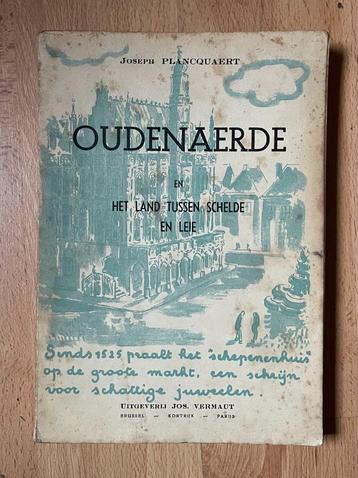 Joseph PLANCQUAERT
OUDENAERDE
EN
HET LAND TUSSEN SCHELDE
EN LEIE
Sinds 1525 praalt het "schepenenhuis"
op de groote markt, een schrijn
voor schattige juweelen.
UITGEVERIJ JOS. VERMAUT
BRUSSEL — KORTRIJK — PARIJS